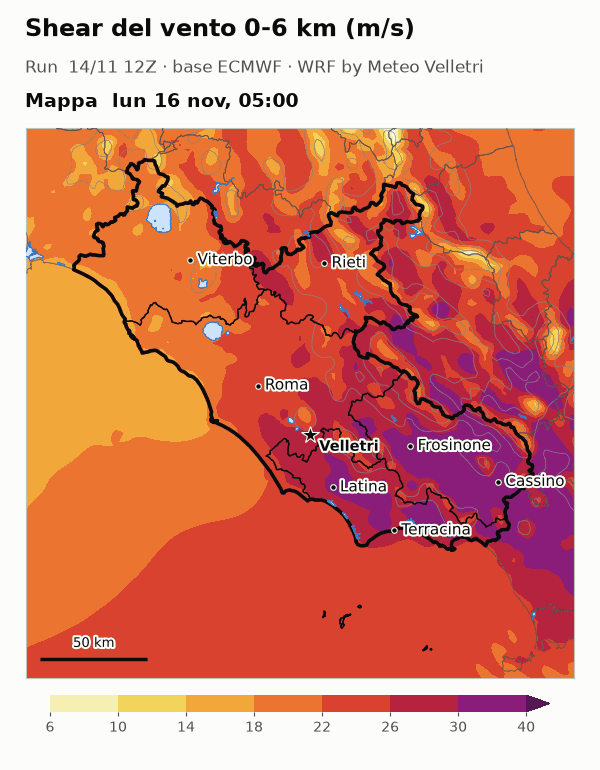 Shear del vento 0-6 km (m/s)
Run 14/11 12Z · base ECMWF · WRF by Meteo Velletri
Mappa lun 16 nov, 05:00
Viterbo
Rieti
Roma
Velletri
Frosinone
Cassino
Latina
Terracina
50 km
6 10 14 18 22 26 30 40